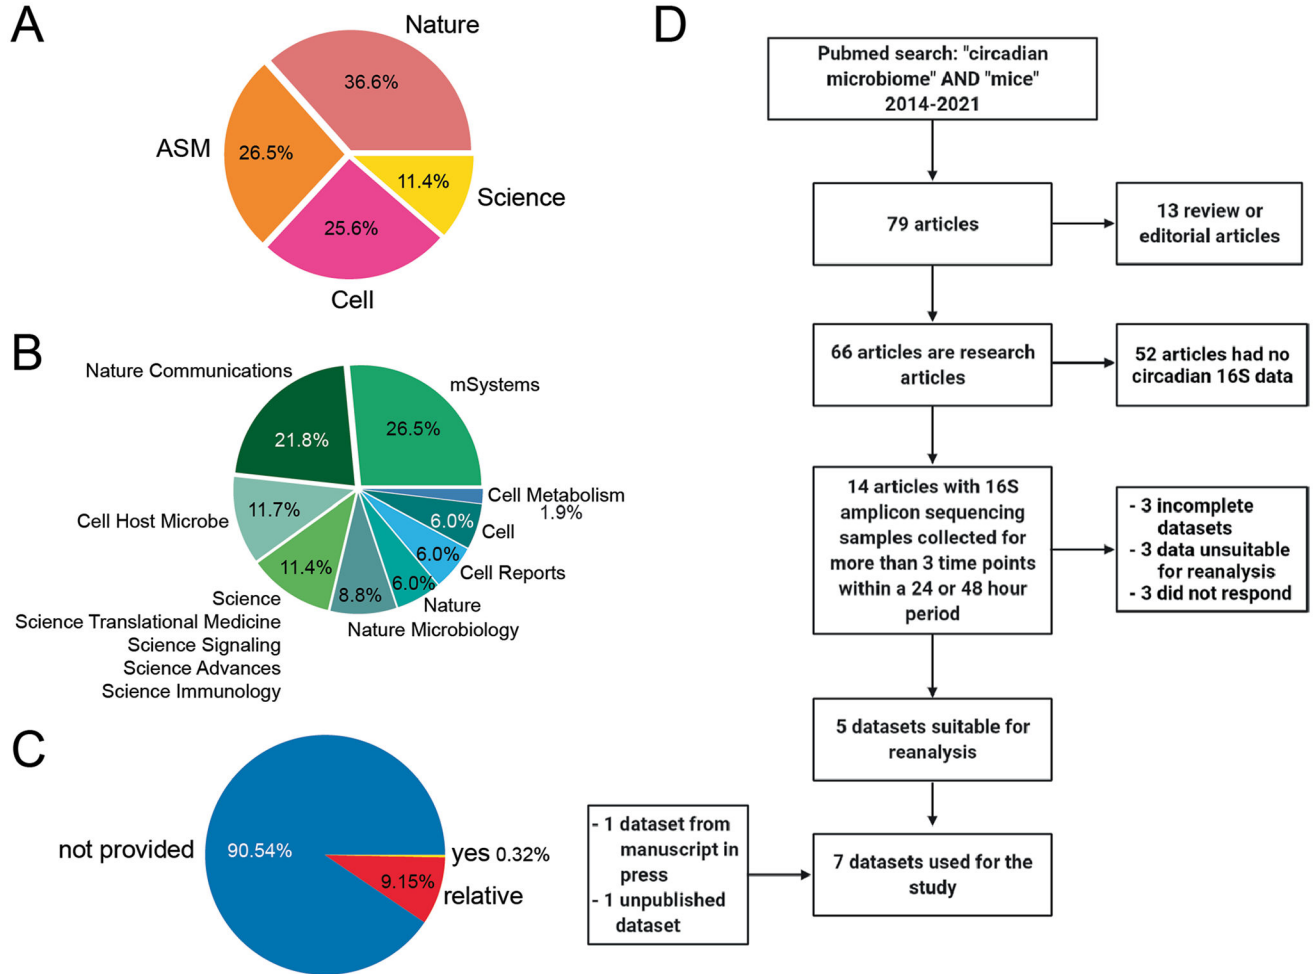 A
Nature
36.6%
ASM
26.5%
11.4%
Science
25.6%
Cell
B
Nature Communications
mSystems
21.8%
26.5%
Cell Metabolism
1.9%
11.7%
Cell Host Microbe
6.0%
Cell
6.0%
Cell Reports
11.4%
6.0%
8.8%
Nature
Nature Microbiology
Science
Science Translational Medicine
Science Signaling
Science Advances
Science Immunology
C
not provided
90.54%
yes 0.32%
9.15%
relative
D
Pubmed search: "circadian
microbiome" AND "mice"
2014-2021
79 articles
13 review or
editorial articles
66 articles are research
articles
52 articles had no
circadian 16S data
14 articles with 16S
amplicon sequencing
samples collected for
more than 3 time points
within a 24 or 48 hour
period
- 3 incomplete
datasets
- 3 data unsuitable
for reanalysis
- 3 did not respond
5 datasets suitable for
reanalysis
- 1 dataset from
manuscript in
press
- 1 unpublished
dataset
7 datasets used for the
study